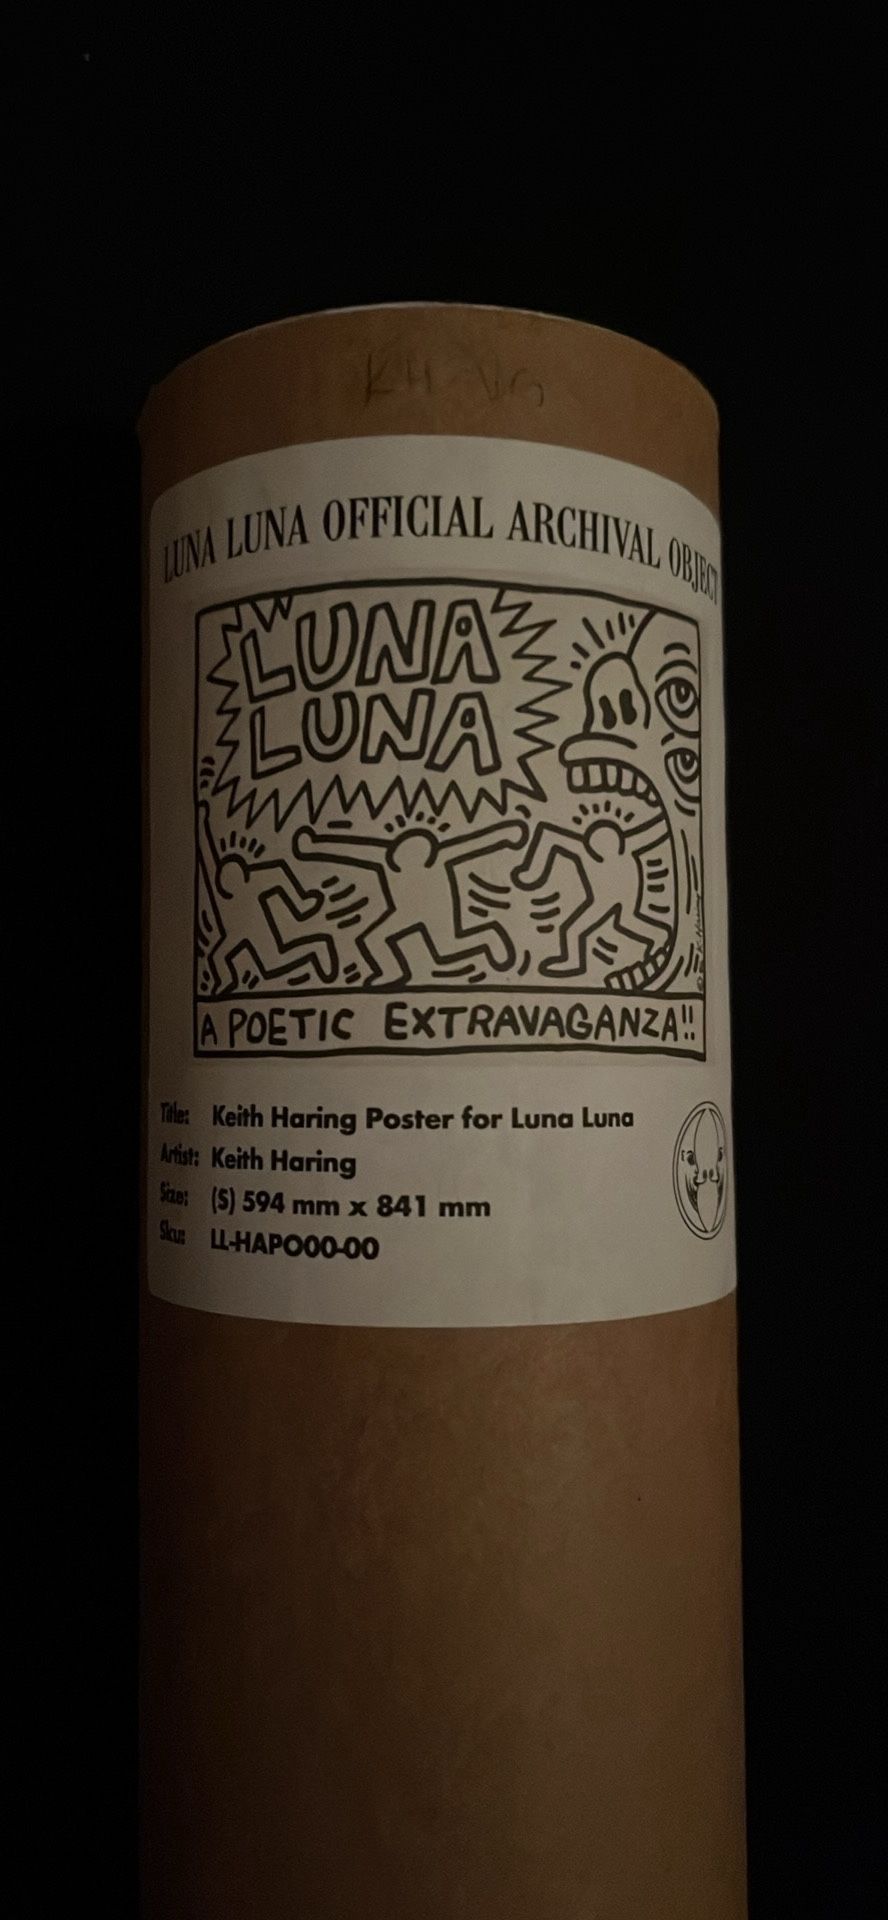 LUNA LUNA OFFICIAL ARCHIVAL OBJECT
LUNA
LUNA
A POETIC EXTRAVAGANZA!!
Title: Keith Haring Poster for Luna Luna
Artist: Keith Haring
Size: (S) 594 mm x 841 mm
Sku: LL-HAPO00-00